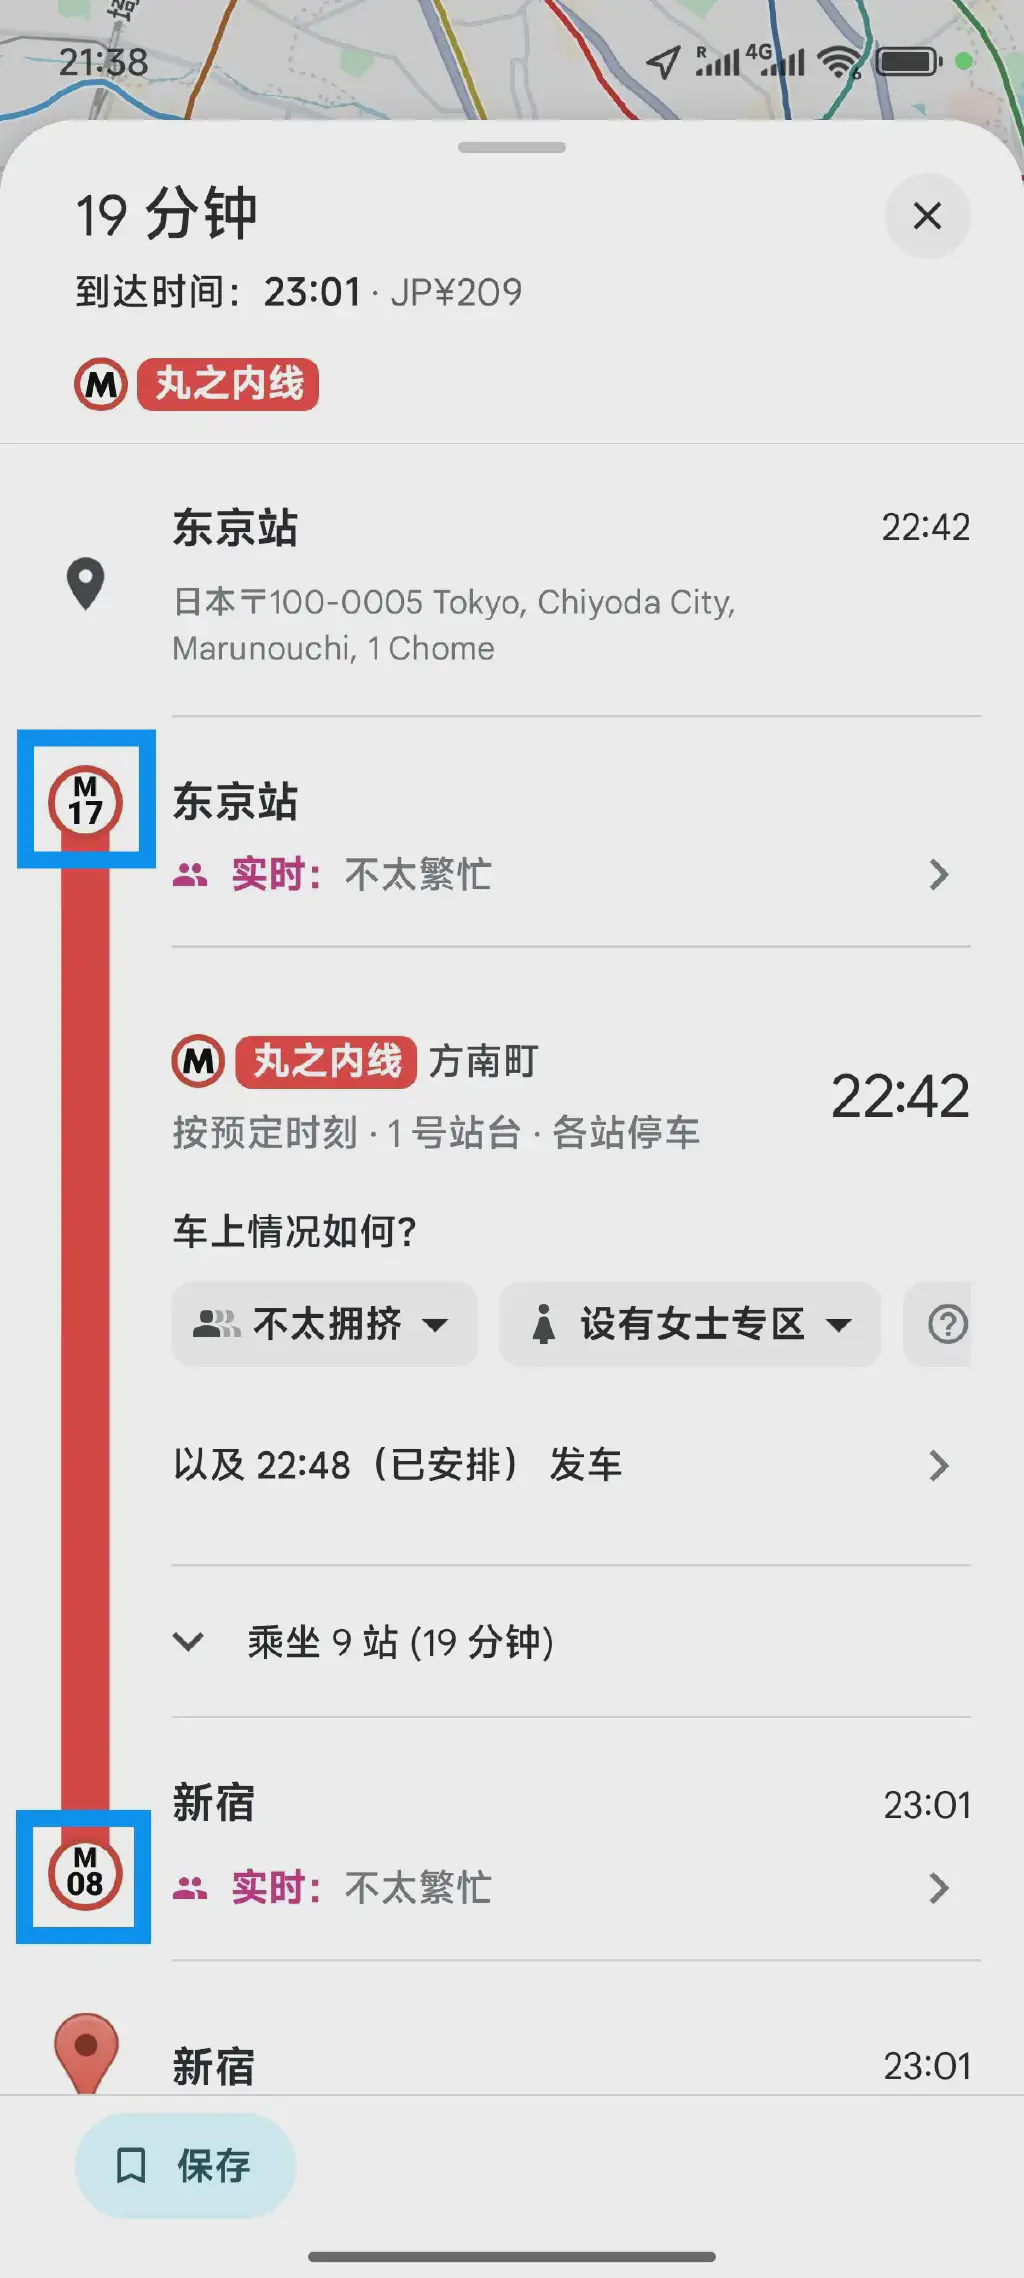 埼
21:38
R 4G 6
19 分钟
到达时间：23:01 · JP¥209
M 丸之内线
东京站 22:42
日本〒100-0005 Tokyo, Chiyoda City,
Marunouchi, 1 Chome
M
17
东京站
实时：不太繁忙
M 丸之内线 方南町
22:42
按预定时刻 · 1 号站台 · 各站停车
车上情况如何?
不太拥挤 设有女士专区 ?
以及 22:48（已安排） 发车
乘坐 9 站 (19 分钟)
新宿 23:01
M
08
实时：不太繁忙
新宿 23:01
保存